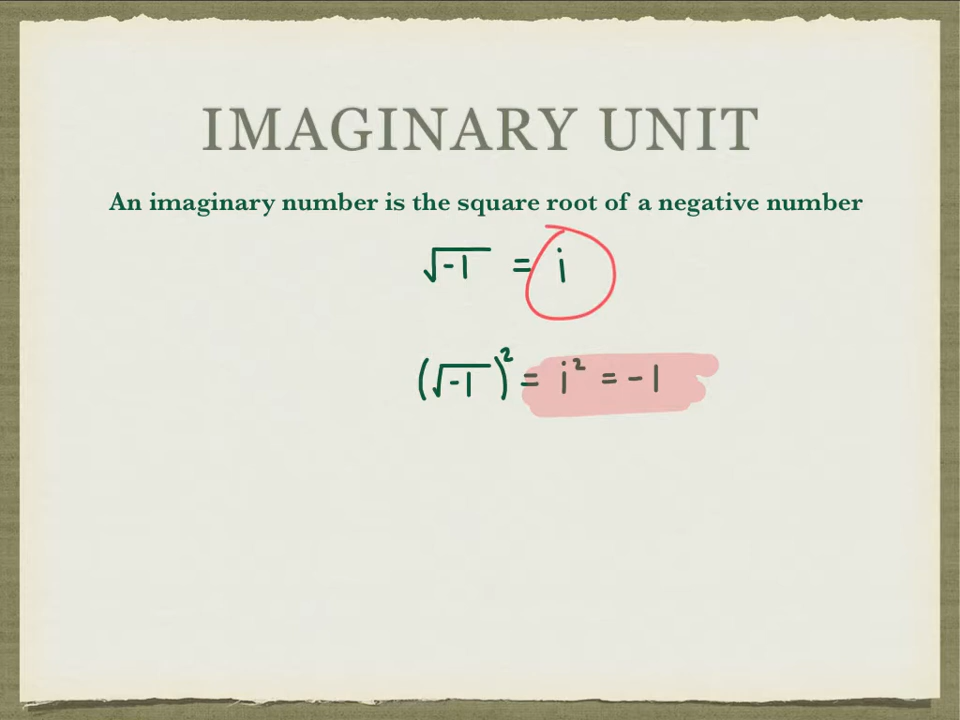 IMAGINARY UNIT
An imaginary number is the square root of a negative number
√-1 = i
(√-1)² = i² = -1